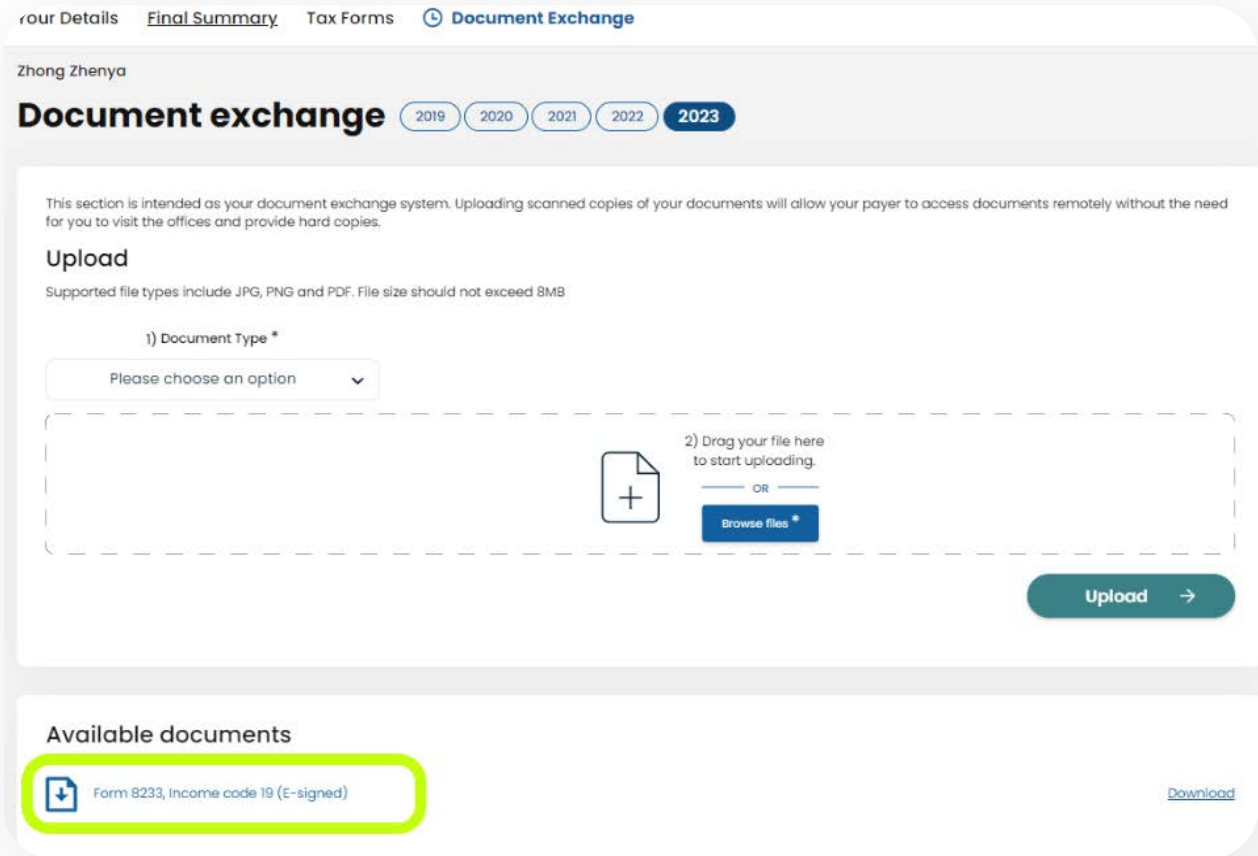 Your Details Final Summary Tax Forms Document Exchange
Zhong Zhenya
Document exchange 2019 2020 2021 2022 2023
This section is intended as your document exchange system. Uploading scanned copies of your documents will allow your payer to access documents remotely without the need
for you to visit the offices and provide hard copies.
Upload
Supported file types include JPG, PNG and PDF. File size should not exceed 8MB
1) Document Type *
Please choose an option
2) Drag your file here
to start uploading.
OR
Browse files *
Upload
Available documents
Form 8233, Income code 19 (E-signed) Download